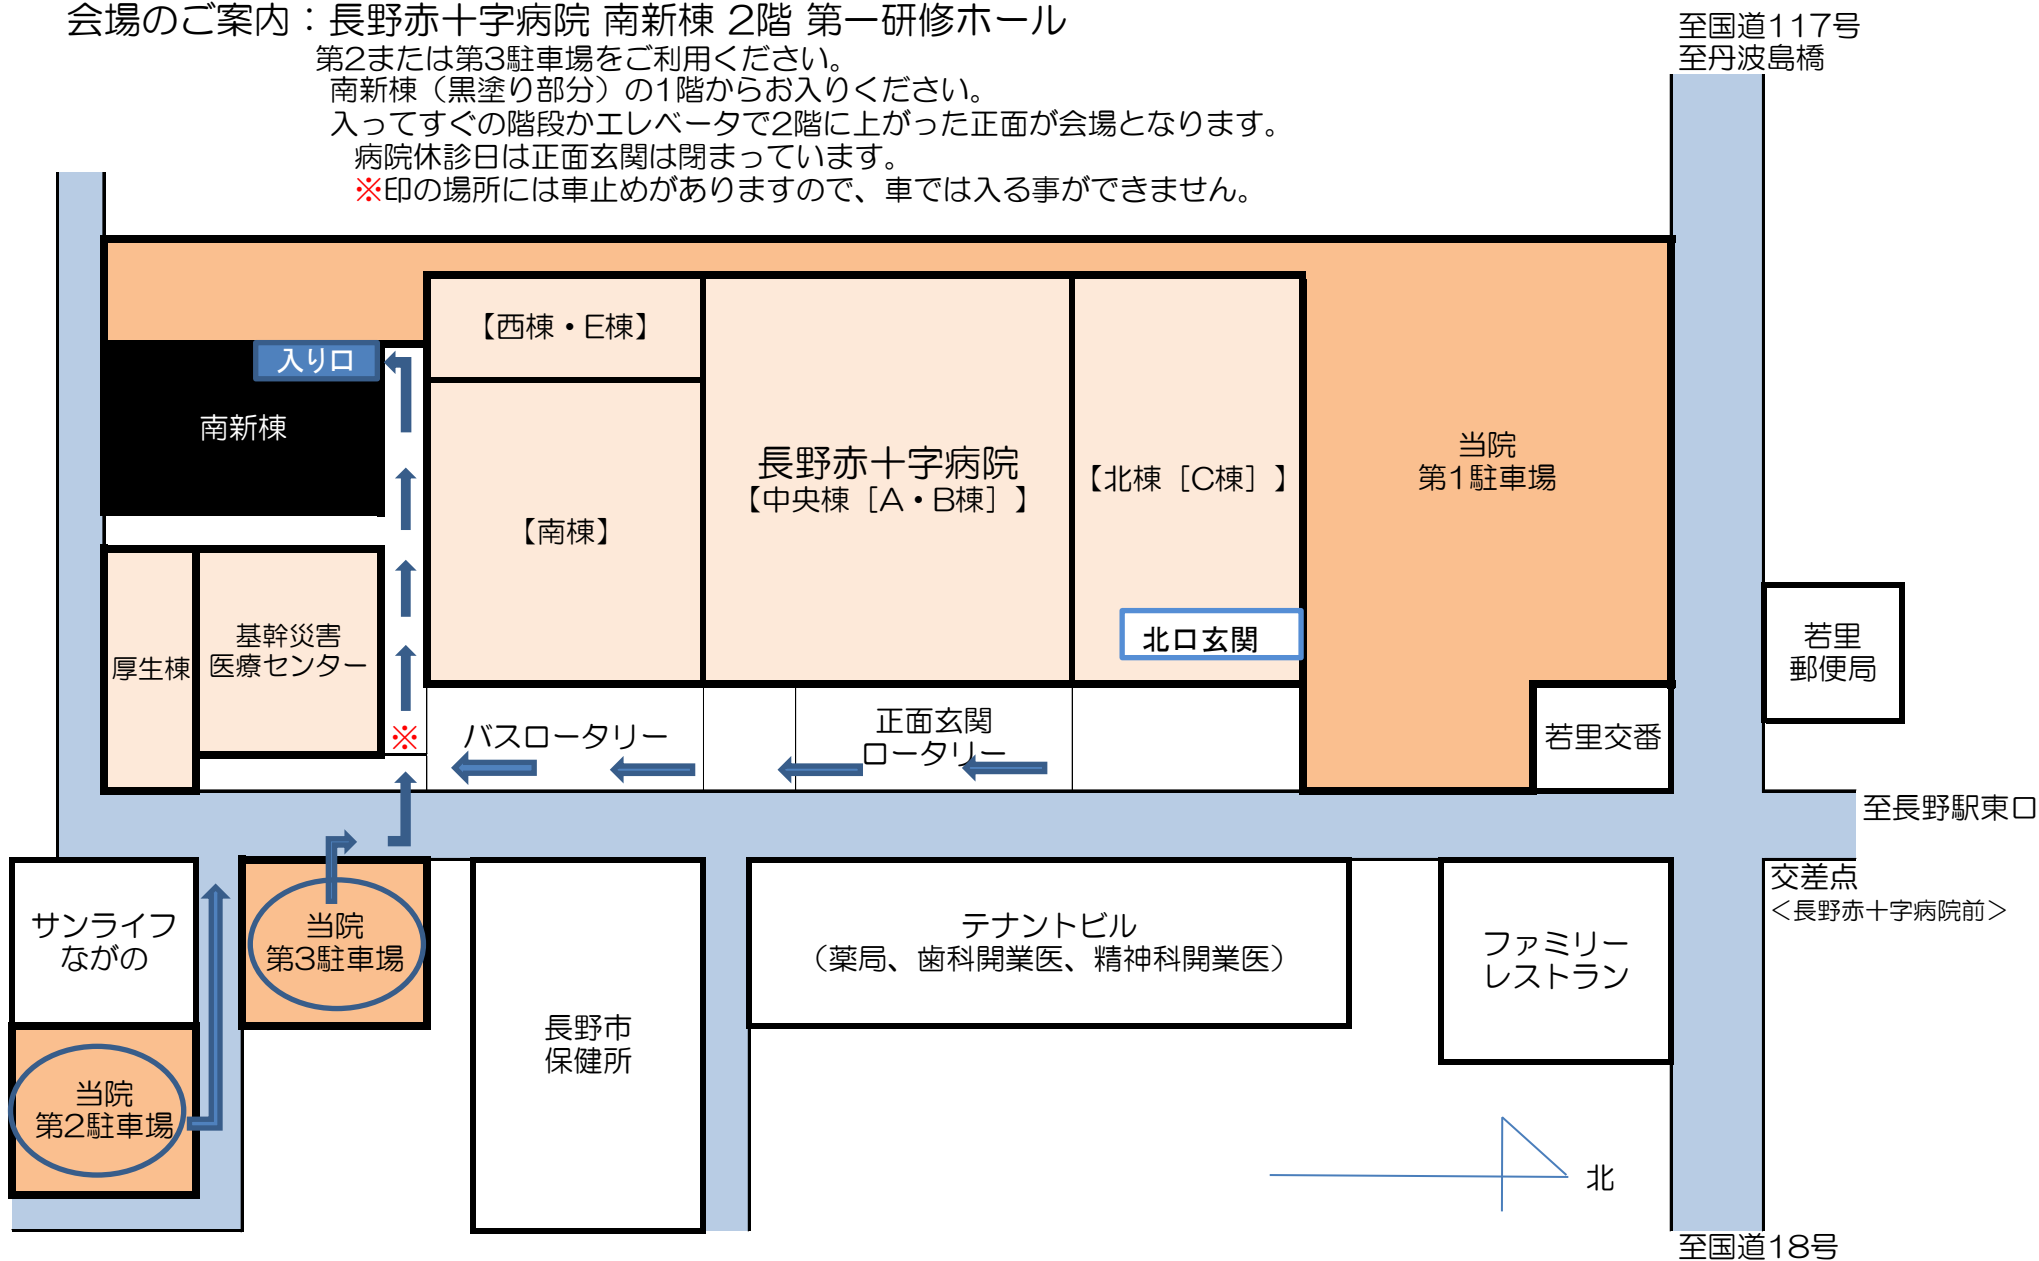 会場のご案内：長野赤十字病院 南新棟 2階 第一研修ホール
第2または第3駐車場をご利用ください。
南新棟（黒塗り部分）の1階からお入りください。
入ってすぐの階段かエレベータで2階に上がった正面が会場となります。
病院休診日は正面玄関は閉まっています。
※印の場所には車止めがありますので、車では入る事ができません。
至国道117号
至丹波島橋
【西棟・E棟】
入り口
南新棟
長野赤十字病院
【中央棟［A・B棟］】
【北棟［C棟］】
当院
第1駐車場
【南棟】
北口玄関
厚生棟
基幹災害
医療センター
若里
郵便局
※
バスロータリー
正面玄関
ロータリー
若里交番
至長野駅東口
交差点
＜長野赤十字病院前＞
サンライフ
ながの
当院
第3駐車場
テナントビル
（薬局、歯科開業医、精神科開業医）
ファミリー
レストラン
長野市
保健所
当院
第2駐車場
北
至国道18号